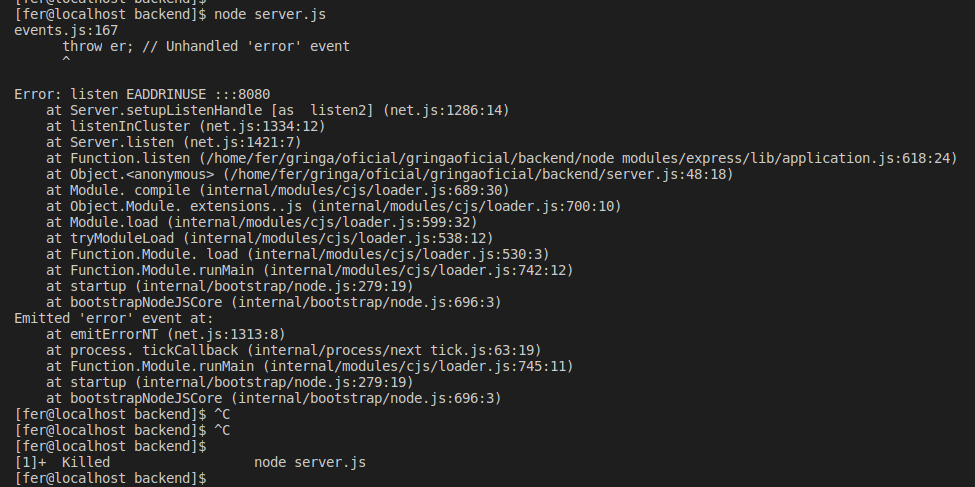 [fer@localhost backend]$ node server.js
events.js:167
      throw er; // Unhandled 'error' event
      ^

Error: listen EADDRINUSE :::8080
    at Server.setupListenHandle [as  listen2] (net.js:1286:14)
    at listenInCluster (net.js:1334:12)
    at Server.listen (net.js:1421:7)
    at Function.listen (/home/fer/gringa/oficial/gringaoficial/backend/node modules/express/lib/application.js:618:24)
    at Object.<anonymous> (/home/fer/gringa/oficial/gringaoficial/backend/server.js:48:18)
    at Module. compile (internal/modules/cjs/loader.js:689:30)
    at Object.Module. extensions..js (internal/modules/cjs/loader.js:700:10)
    at Module.load (internal/modules/cjs/loader.js:599:32)
    at tryModuleLoad (internal/modules/cjs/loader.js:538:12)
    at Function.Module. load (internal/modules/cjs/loader.js:530:3)
    at Function.Module.runMain (internal/modules/cjs/loader.js:742:12)
    at startup (internal/bootstrap/node.js:279:19)
    at bootstrapNodeJSCore (internal/bootstrap/node.js:696:3)
Emitted 'error' event at:
    at emitErrorNT (net.js:1313:8)
    at process. tickCallback (internal/process/next tick.js:63:19)
    at Function.Module.runMain (internal/modules/cjs/loader.js:745:11)
    at startup (internal/bootstrap/node.js:279:19)
    at bootstrapNodeJSCore (internal/bootstrap/node.js:696:3)
[fer@localhost backend]$ ^C
[fer@localhost backend]$ ^C
[fer@localhost backend]$
[1]+  Killed                  node server.js
[fer@localhost backend]$